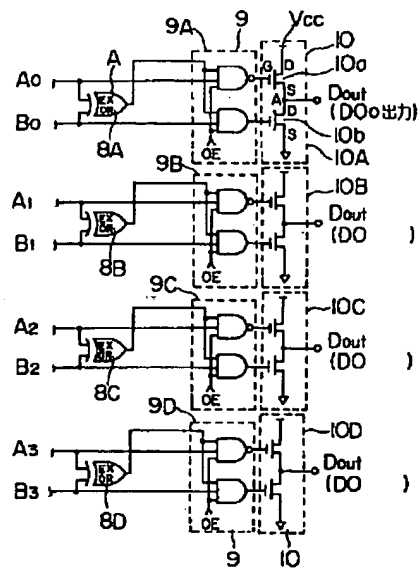 9A 9 Vcc
10
A G D 10a
A0 S Dout
EX OR A D (DO0出力)
B0 10b
8A S
OE 10A
9B
10B
A1
EX OR Dout
B1 (DO )
8B
OE
9C
10C
A2
EX OR Dout
B2 (DO )
8C
OE
9D
10D
A3
EX OR Dout
B3 (DO )
8D
OE
9 10